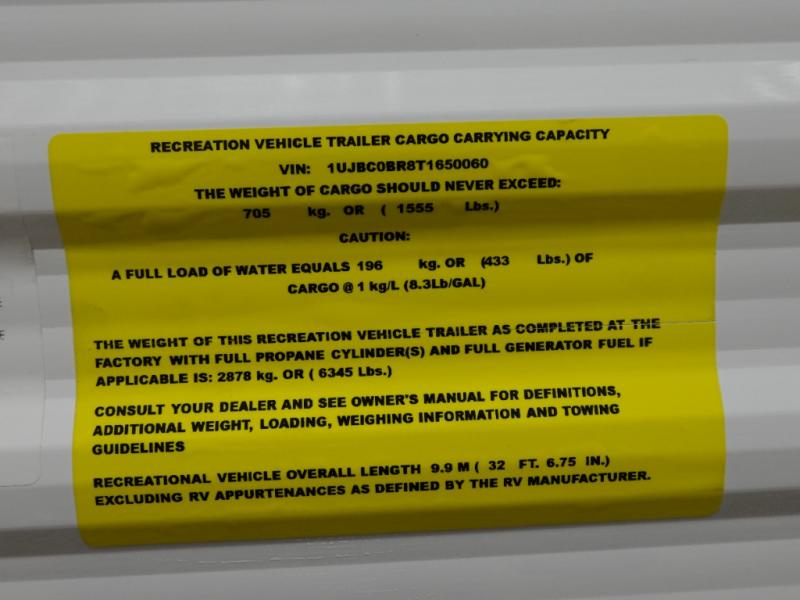 RECREATION VEHICLE TRAILER CARGO CARRYING CAPACITY
VIN: 1UJBC0BR8T1650060
THE WEIGHT OF CARGO SHOULD NEVER EXCEED:
705 kg. OR ( 1555 Lbs.)
CAUTION:
A FULL LOAD OF WATER EQUALS 196 kg. OR (433 Lbs.) OF
CARGO @ 1 kg/L (8.3Lb/GAL)
THE WEIGHT OF THIS RECREATION VEHICLE TRAILER AS COMPLETED AT THE
FACTORY WITH FULL PROPANE CYLINDER(S) AND FULL GENERATOR FUEL IF
APPLICABLE IS: 2878 kg. OR ( 6345 Lbs.)
CONSULT YOUR DEALER AND SEE OWNER'S MANUAL FOR DEFINITIONS,
ADDITIONAL WEIGHT, LOADING, WEIGHING INFORMATION AND TOWING
GUIDELINES
RECREATIONAL VEHICLE OVERALL LENGTH 9.9 M ( 32 FT. 6.75 IN.)
EXCLUDING RV APPURTENANCES AS DEFINED BY THE RV MANUFACTURER.